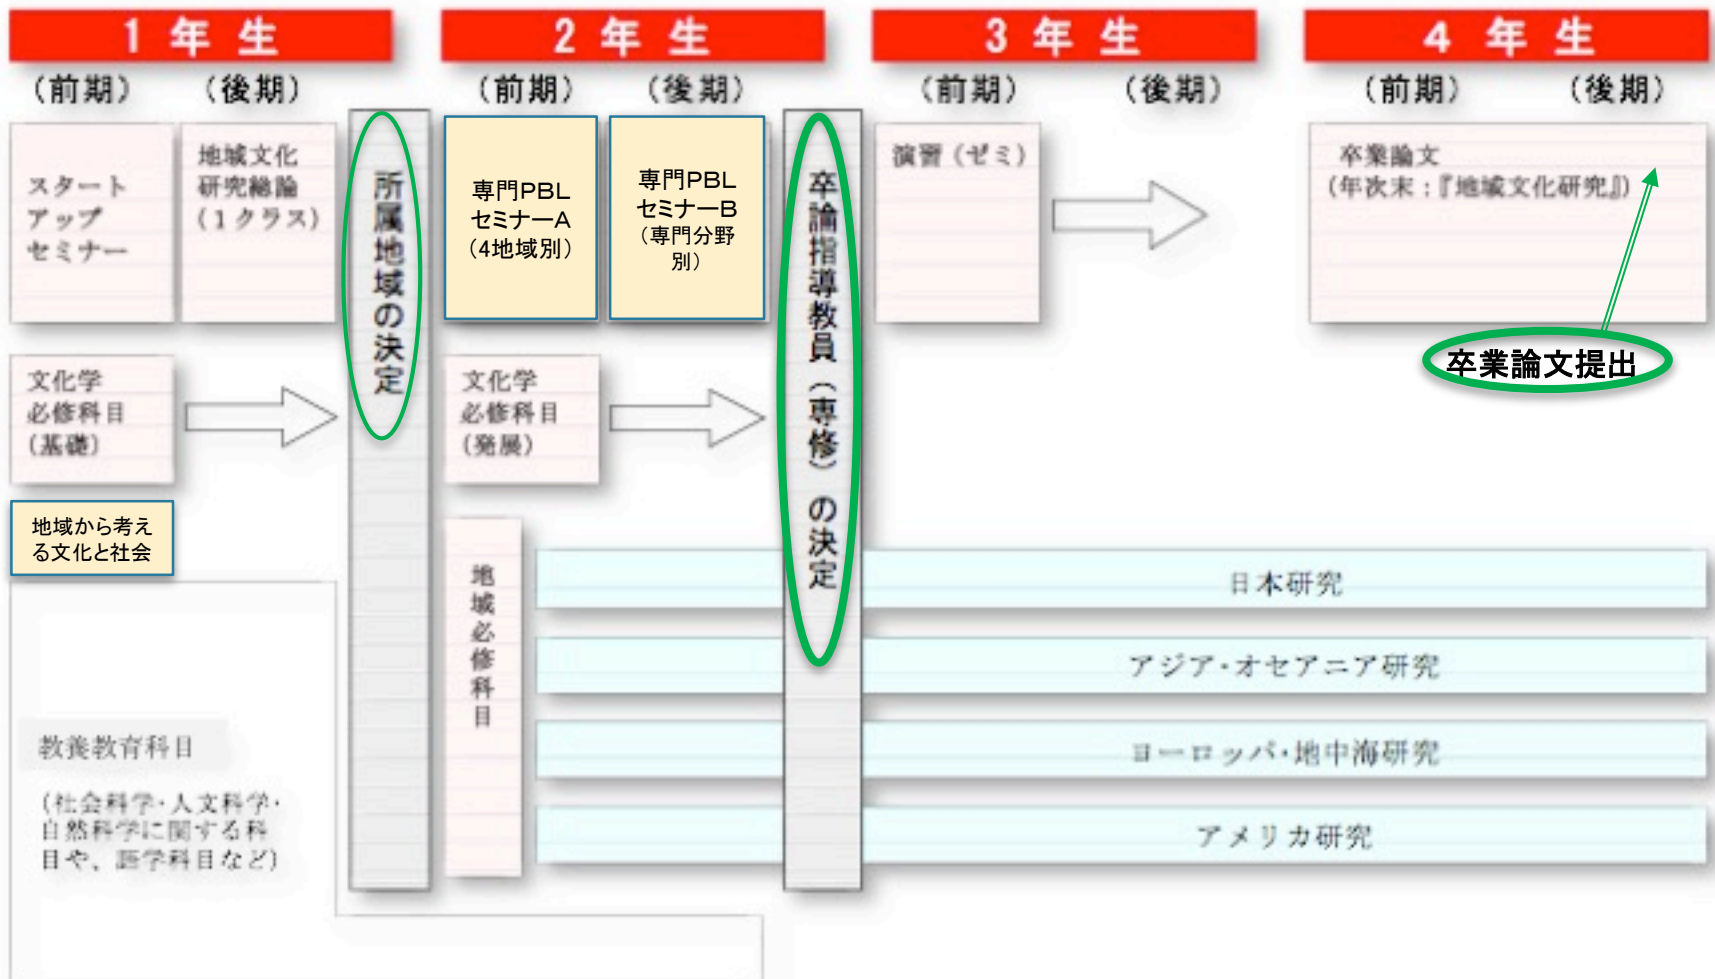 1 年 生
2 年 生
3 年 生
4 年 生
(前期)
(後期)
(前期)
(後期)
(前期)
(後期)
(前期)
(後期)
スタート
アップ
セミナー
地域文化
研究総論
(1クラス)
所属地域の決定
専門PBL
セミナーA
(4地域別)
専門PBL
セミナーB
(専門分野
別)
卒論指導教員(専修)の決定
演習(ゼミ)
卒業論文
(年次末:『地域文化研究』)
卒業論文提出
文化学
必修科目
(基礎)
文化学
必修科目
(発展)
地域から考え
る文化と社会
地域必修科目
日本研究
アジア・オセアニア研究
ヨーロッパ・地中海研究
アメリカ研究
教養教育科目
(社会科学・人文科学・
自然科学に関する科
目や、語学科目など)